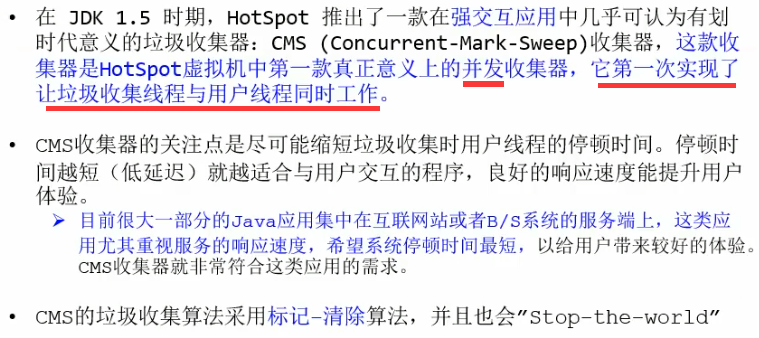 • 在 JDK 1.5 时期，HotSpot 推出了一款在强交互应用中几乎可认为有划
时代意义的垃圾收集器：CMS (Concurrent-Mark-Sweep)收集器，这款收
集器是HotSpot虚拟机中第一款真正意义上的并发收集器，它第一次实现了
让垃圾收集线程与用户线程同时工作。
• CMS收集器的关注点是尽可能缩短垃圾收集时用户线程的停顿时间。停顿时
间越短（低延迟）就越适合与用户交互的程序，良好的响应速度能提升用户
体验。
➢ 目前很大一部分的Java应用集中在互联网站或者B/S系统的服务端上，这类应
用尤其重视服务的响应速度，希望系统停顿时间最短，以给用户带来较好的体验。
CMS收集器就非常符合这类应用的需求。
• CMS的垃圾收集算法采用标记-清除算法，并且也会"Stop-the-world"